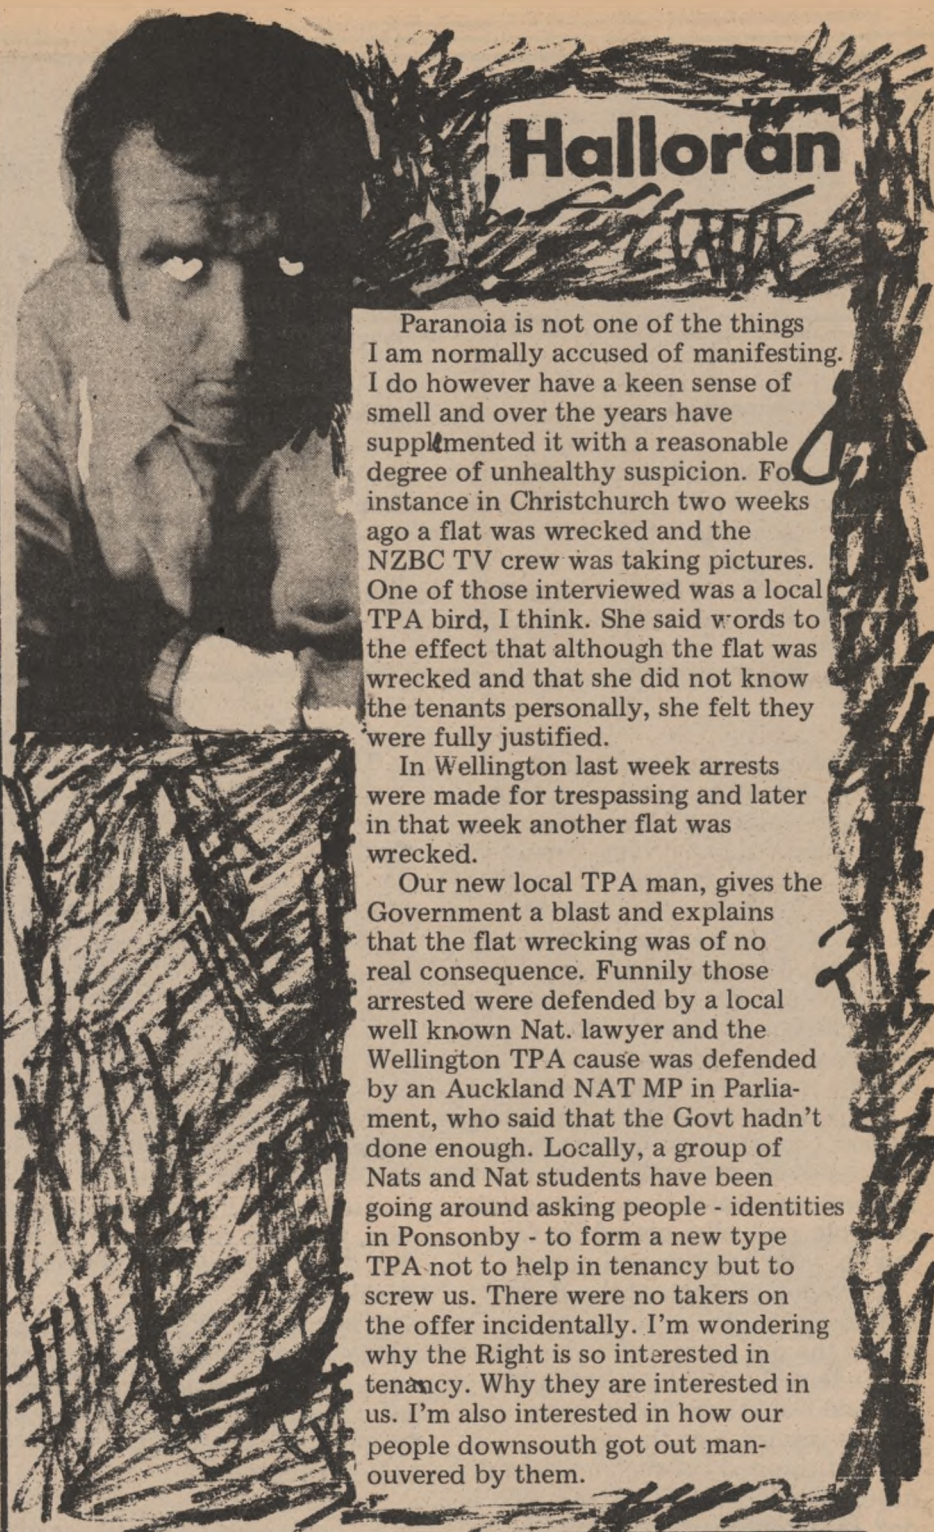 Halloran
Paranoia is not one of the things
I am normally accused of manifesting.
I do however have a keen sense of
smell and over the years have
supplimented it with a reasonable
degree of unhealthy suspicion. For
instance in Christchurch two weeks
ago a flat was wrecked and the
NZBC TV crew was taking pictures.
One of those interviewed was a local
TPA bird, I think. She said words to
the effect that although the flat was
wrecked and that she did not know
the tenants personally, she felt they
were fully justified.
In Wellington last week arrests
were made for trespassing and later
in that week another flat was
wrecked.
Our new local TPA man, gives the
Government a blast and explains
that the flat wrecking was of no
real consequence. Funnily those
arrested were defended by a local
well known Nat. lawyer and the
Wellington TPA cause was defended
by an Auckland NAT MP in Parlia-
ment, who said that the Govt hadn't
done enough. Locally, a group of
Nats and Nat students have been
going around asking people - identities
in Ponsonby - to form a new type
TPA not to help in tenancy but to
screw us. There were no takers on
the offer incidentally. I'm wondering
why the Right is so interested in
tenancy. Why they are interested in
us. I'm also interested in how our
people downsouth got out man-
ouvered by them.